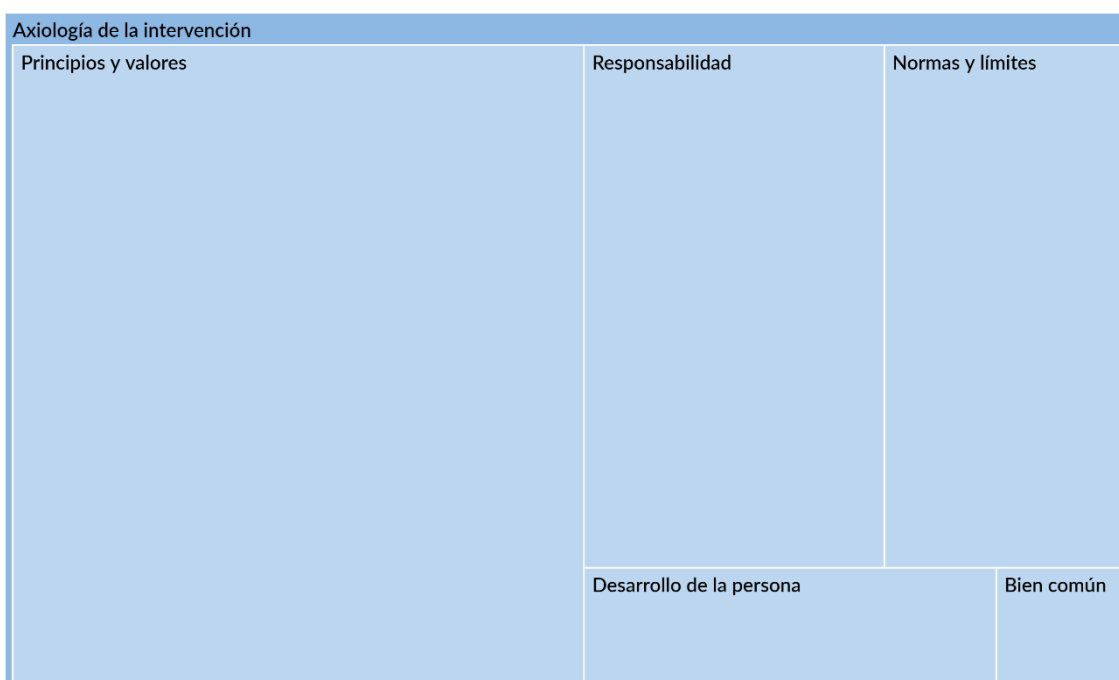 Axiología de la intervención
Principios y valores
Responsabilidad
Normas y límites
Desarrollo de la persona
Bien común